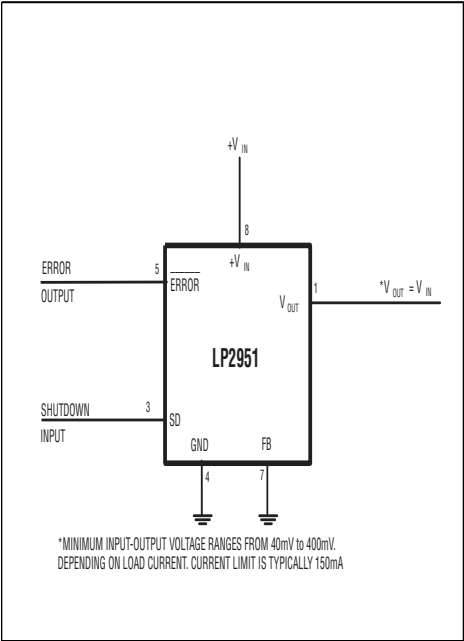 +V IN
8
+V IN
ERROR
OUTPUT
5
ERROR
1
V OUT
*V OUT = V IN
LP2951
SHUTDOWN
INPUT
3
SD
GND
FB
4
7
*MINIMUM INPUT-OUTPUT VOLTAGE RANGES FROM 40mV to 400mV.
DEPENDING ON LOAD CURRENT. CURRENT LIMIT IS TYPICALLY 150mA